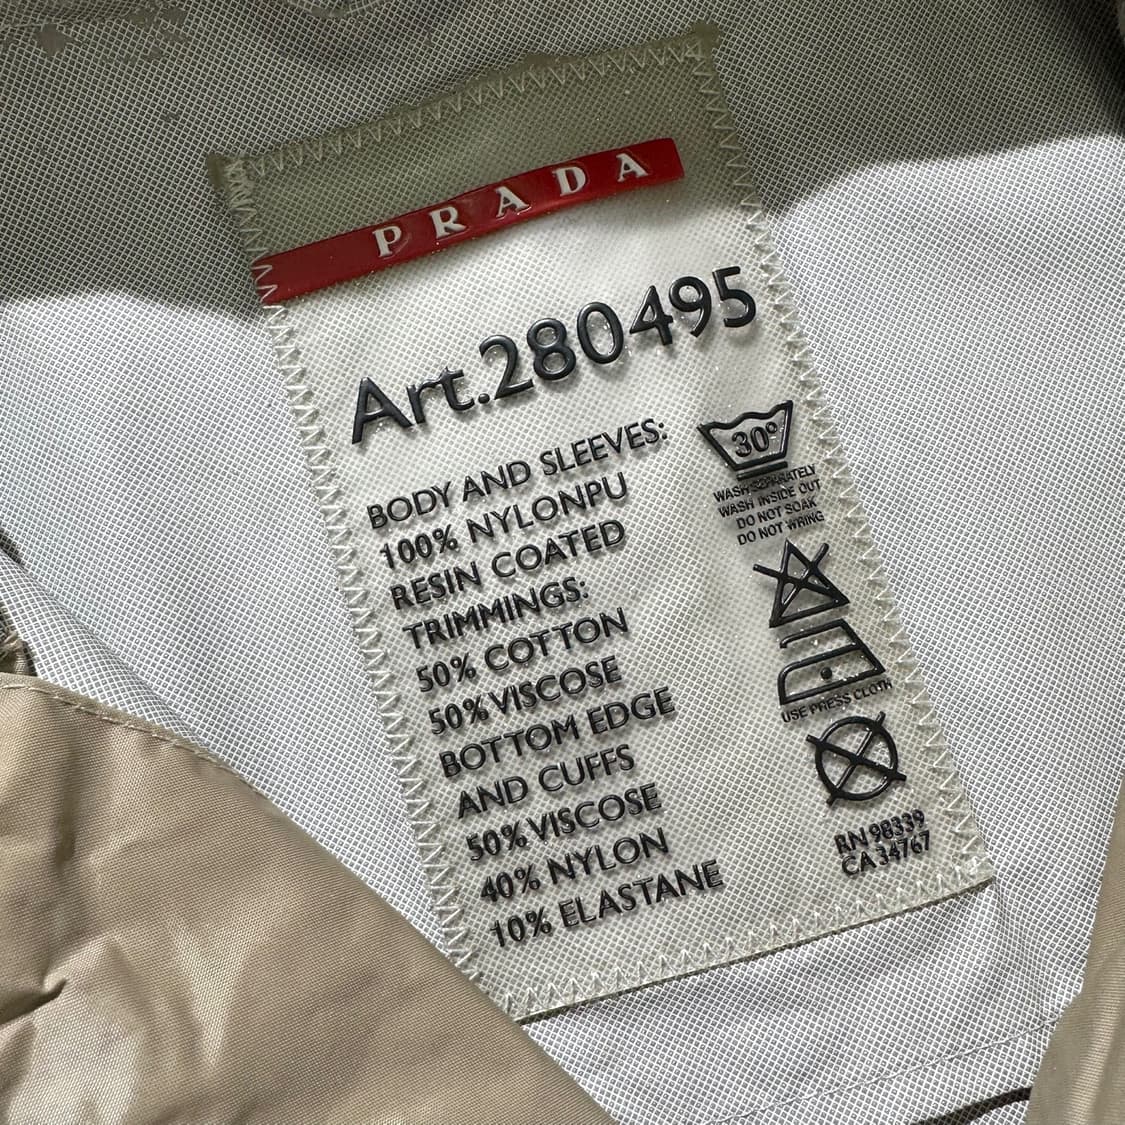 PRADA
Art.280495
BODY AND SLEEVES:
100% NYLONPU
RESIN COATED
TRIMMINGS:
50% COTTON
50% VISCOSE
BOTTOM EDGE
AND CUFFS
50% VISCOSE
40% NYLON
10% ELASTANE
30°
WASH SEPARATELY
WASH INSIDE OUT
DO NOT SOAK
DO NOT WRING
USE PRESS CLOTH
RN 98339
CA 34767